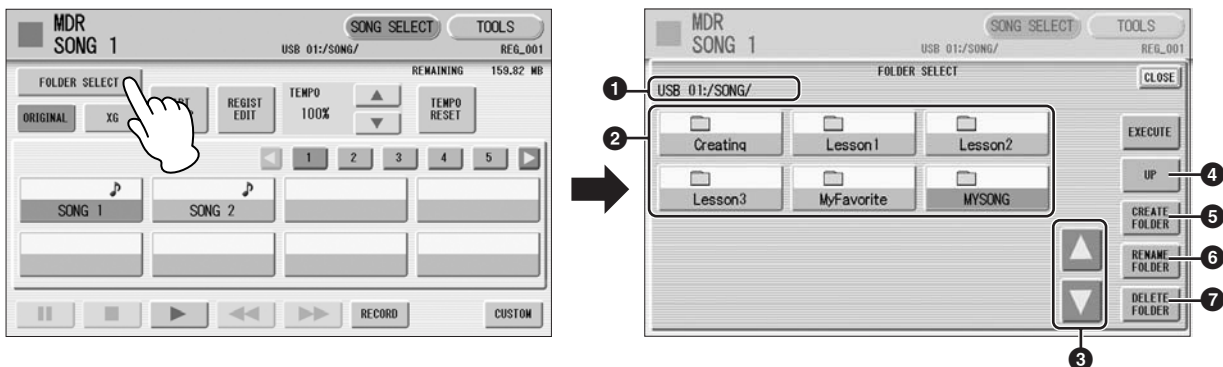 MDR
SONG 1
SONG SELECT
TOOLS
USB 01:/SONG/
REG_001
FOLDER SELECT
REMAINING 159.82 MB
ORIGINAL
XG
REGIST
EDIT
TEMPO
100%
TEMPO
RESET
1 2 3 4 5
SONG 1
SONG 2
RECORD
CUSTOM
MDR
SONG 1
SONG SELECT
TOOLS
USB 01:/SONG/
REG_001
FOLDER SELECT
CLOSE
1
USB 01:/SONG/
2
Creating
Lesson1
Lesson2
Lesson3
MyFavorite
MYSONG
EXECUTE
UP
4
CREATE
FOLDER
5
RENAME
FOLDER
6
DELETE
FOLDER
7
3